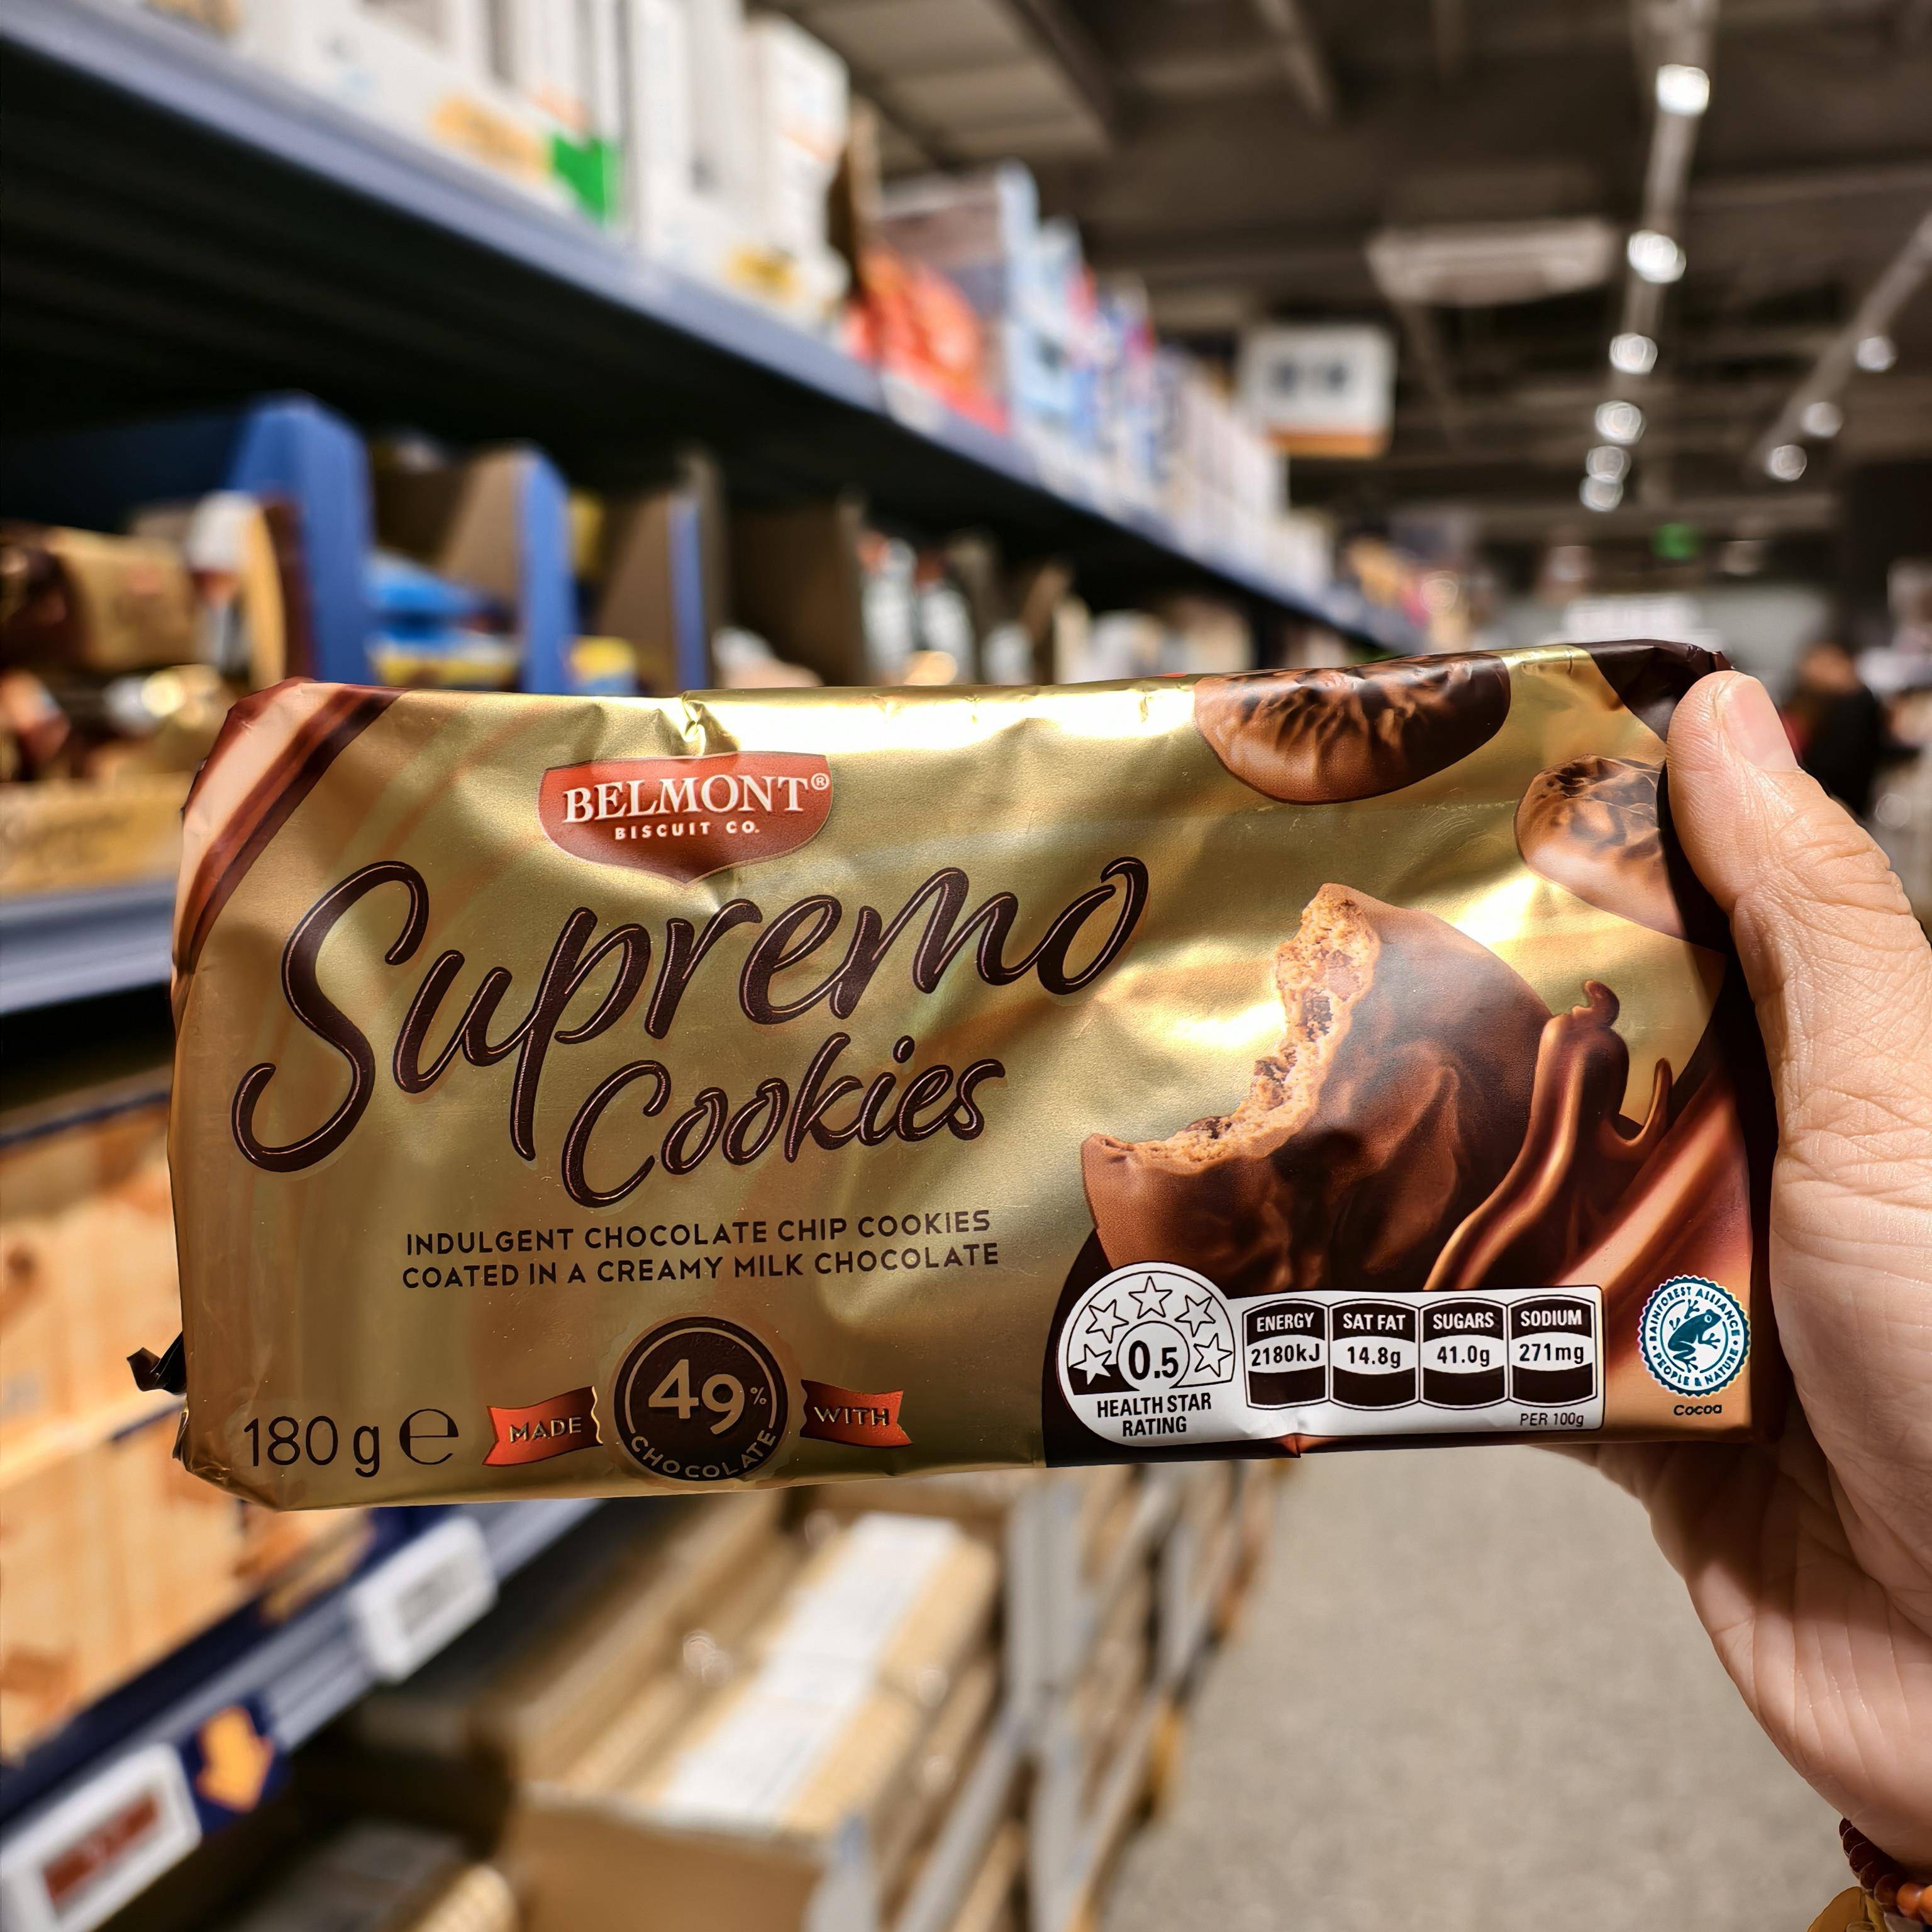 BELMONT®
BISCUIT CO.
Supremo
Cookies
INDULGENT CHOCOLATE CHIP COOKIES
COATED IN A CREAMY MILK CHOCOLATE
180 g ℮
MADE
49%
CHOCOLATE
WITH
0.5
HEALTH STAR
RATING
ENERGY
2180kJ
SAT FAT
14.8g
SUGARS
41.0g
SODIUM
271mg
PER 100g
RAINFOREST ALLIANCE
PEOPLE & NATURE
Cocoa